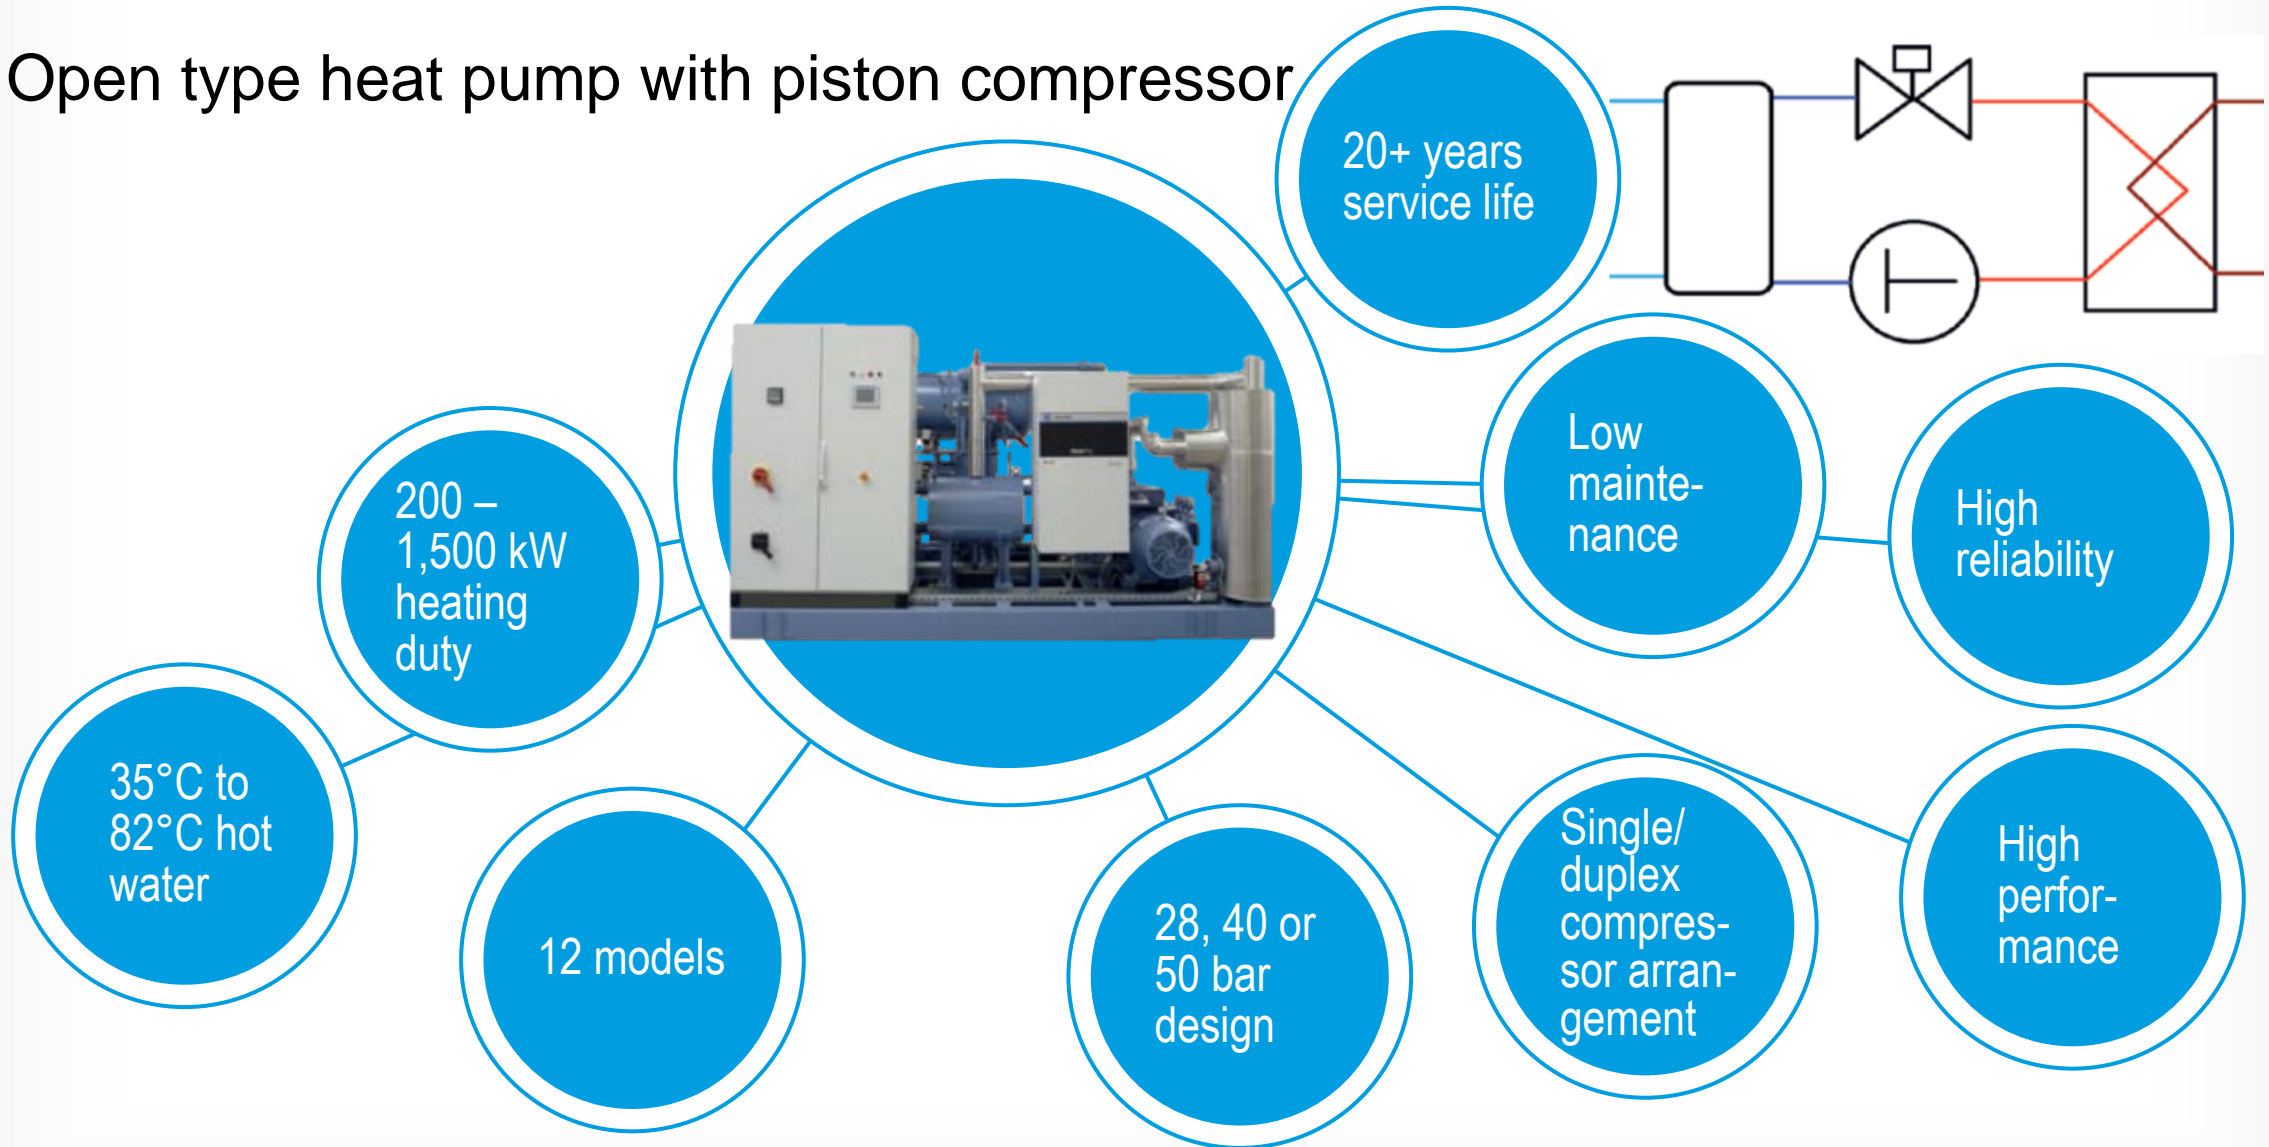 Open type heat pump with piston compressor
20+ years
service life
Low
mainte-
nance
High
reliability
200 –
1,500 kW
heating
duty
35°C to
82°C hot
water
12 models
28, 40 or
50 bar
design
Single/
duplex
compres-
sor arran-
gement
High
perfor-
mance